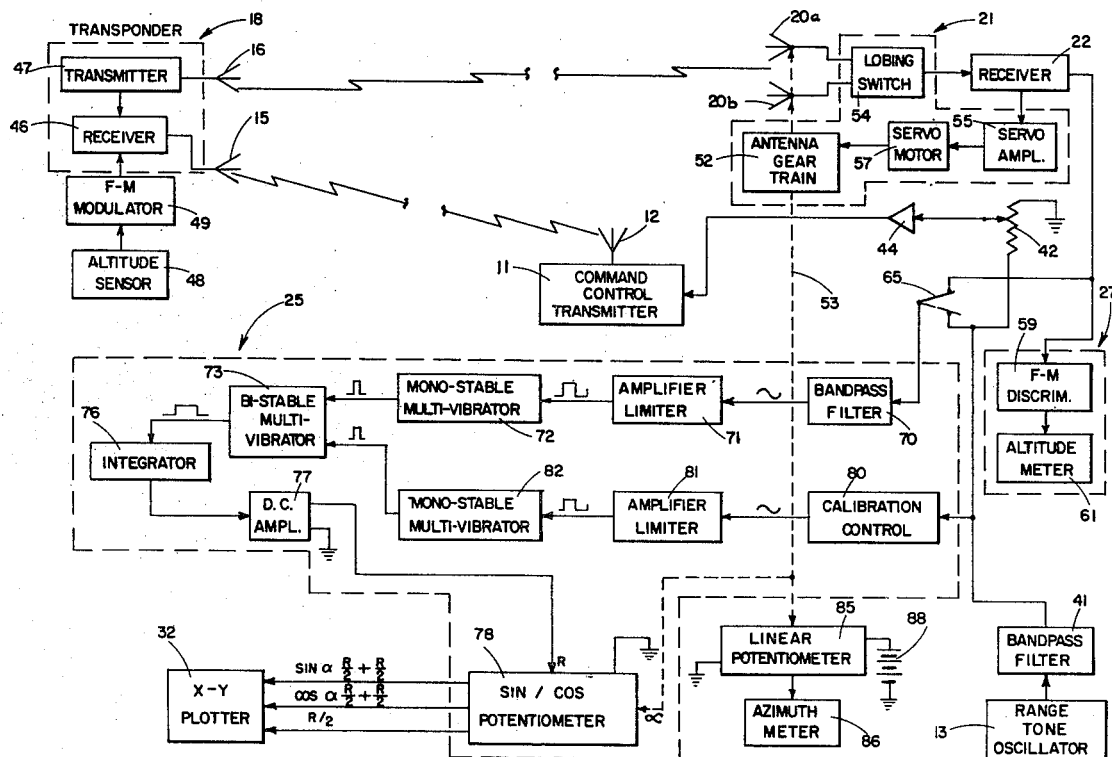 TRANSPONDER
18
16
20a
21
22
47
TRANSMITTER
LOBING
SWITCH
54
RECEIVER
46
RECEIVER
15
20b
52
ANTENNA
GEAR
TRAIN
57
SERVO
MOTOR
55
SERVO
AMPL.
F-M
MODULATOR
49
12
44
42
ALTITUDE
SENSOR
48
11
COMMAND
CONTROL
TRANSMITTER
53
65
27
25
59
F-M
DISCRIM.
73
BI-STABLE
MULTI-
VIBRATOR
MONO-STABLE
MULTI-VIBRATOR
72
AMPLIFIER
LIMITER
71
BANDPASS
FILTER
70
76
INTEGRATOR
ALTITUDE
METER
61
77
D.C.
AMPL.
82
MONO-STABLE
MULTI-VIBRATOR
81
AMPLIFIER
LIMITER
80
CALIBRATION
CONTROL
32
X-Y
PLOTTER
SIN α R/2 + R/2
COS α R/2 + R/2
R/2
78
R
SIN / COS
POTENTIOMETER
α
85
LINEAR
POTENTIOMETER
88
41
BANDPASS
FILTER
AZIMUTH
METER
86
13
RANGE
TONE
OSCILLATOR